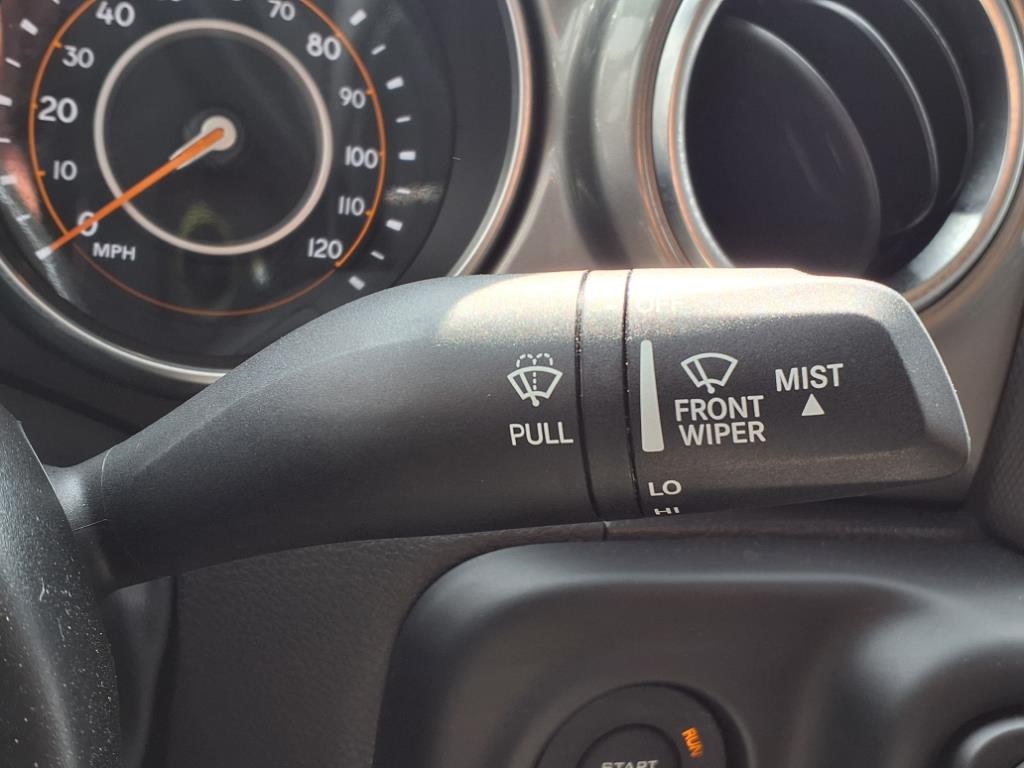 40
70
30
80
20
90
10
100
0
110
MPH
120
OFF
MIST
FRONT
WIPER
PULL
LO
HI
RUN
START